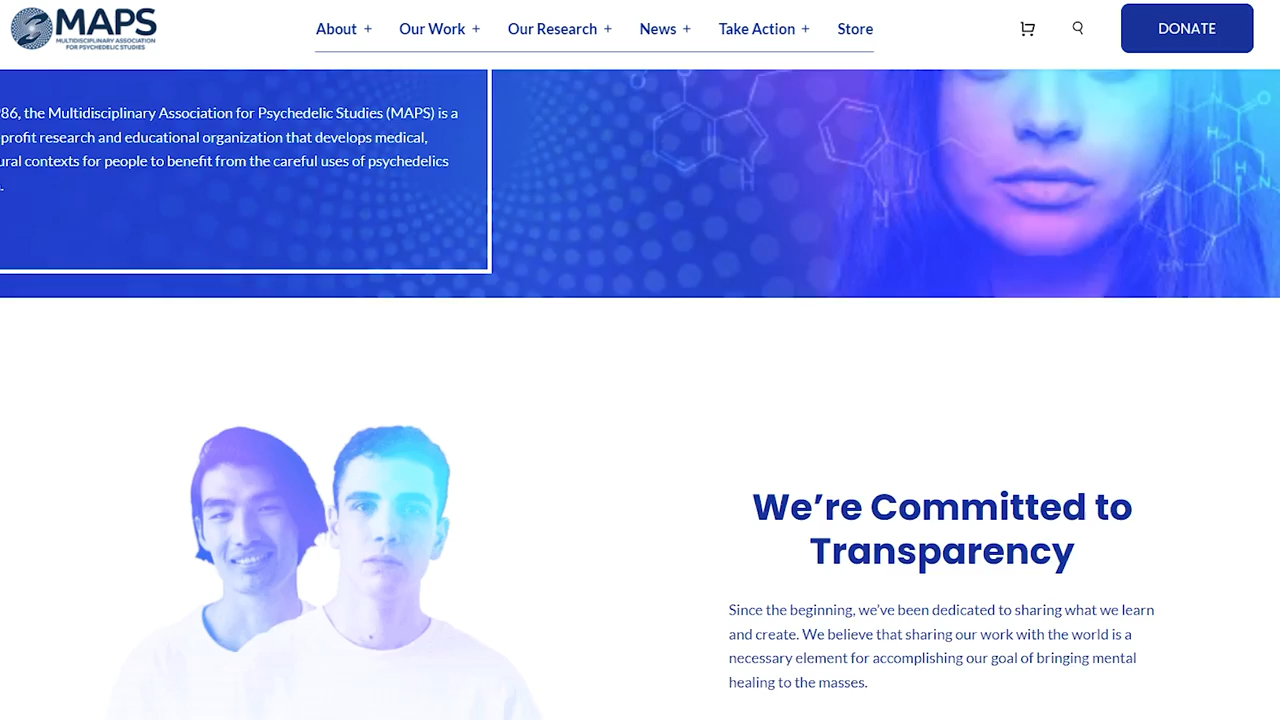 MAPS
MULTIDISCIPLINARY ASSOCIATION
FOR PSYCHEDELIC STUDIES
About + Our Work + Our Research + News + Take Action + Store
DONATE
86, the Multidisciplinary Association for Psychedelic Studies (MAPS) is a
profit research and educational organization that develops medical,
ural contexts for people to benefit from the careful uses of psychedelics
.
H
N
H
O
N
H
H
N
HN
We're Committed to
Transparency
Since the beginning, we've been dedicated to sharing what we learn
and create. We believe that sharing our work with the world is a
necessary element for accomplishing our goal of bringing mental
healing to the masses.